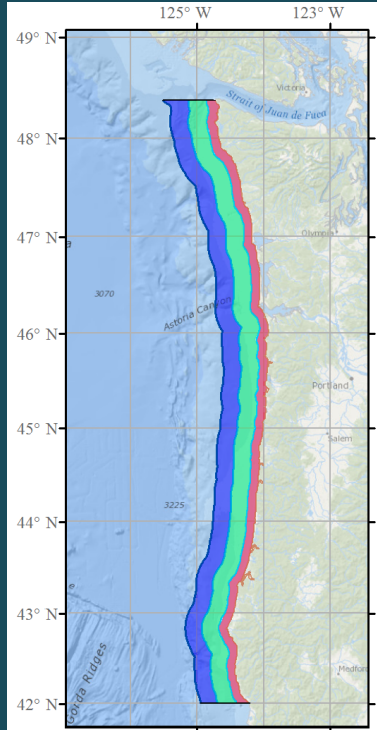 125° W
123° W
49° N
Victoria
Strait of Juan de Fuca
48° N
47° N
Olympia
a
3070
Astoria Canyon
46° N
Portland
45° N
Salem
44° N
3225
43° N
e
Gorda Ridges
Medford
42° N